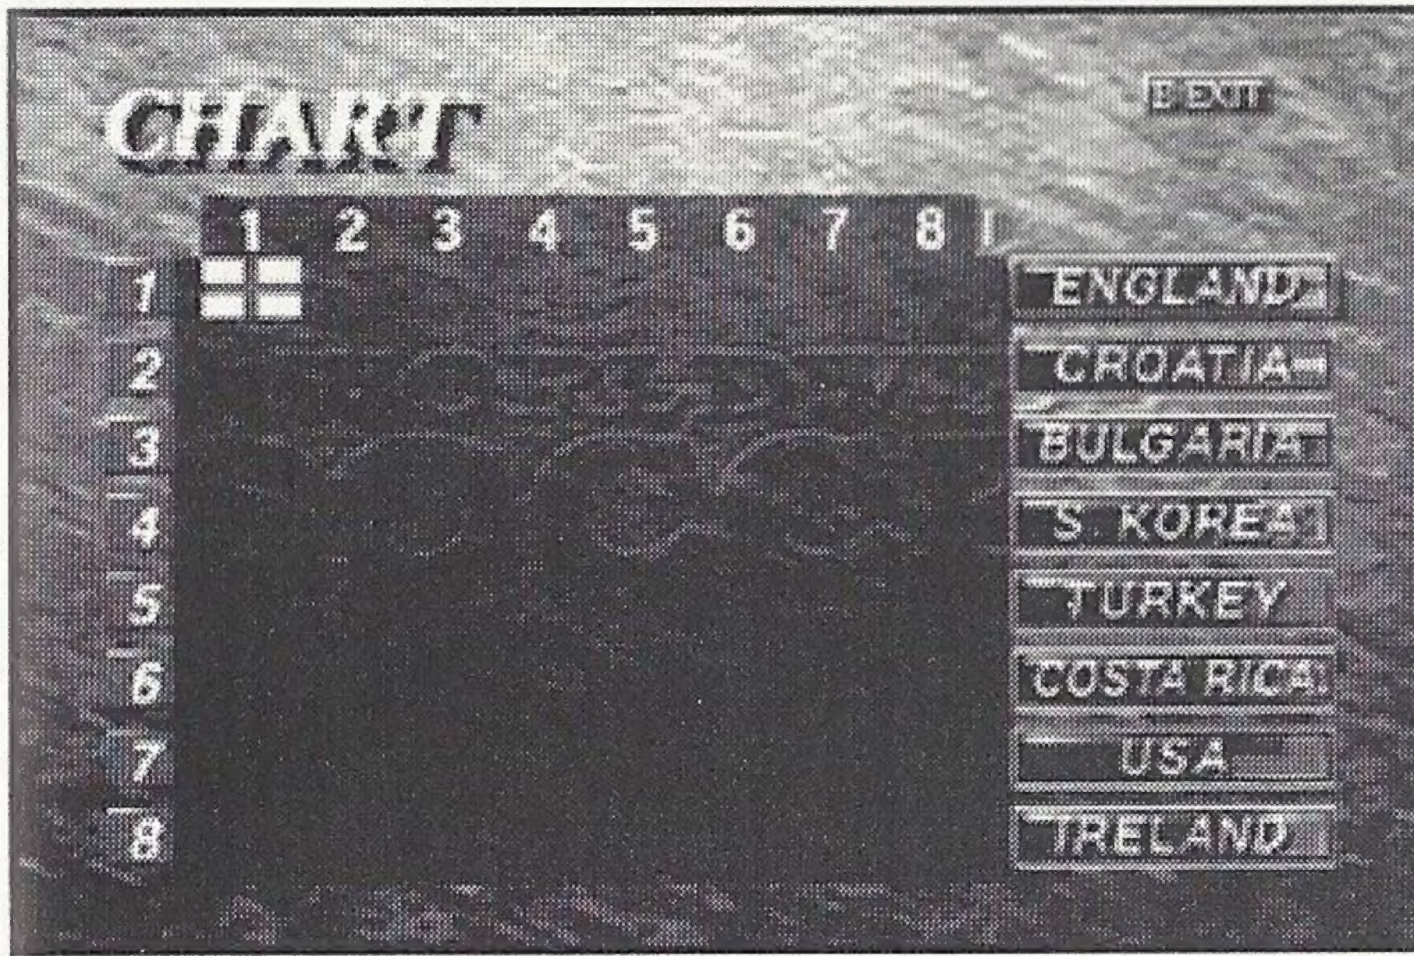 CHART
B EXIT
1 2 3 4 5 6 7 8
1 ENGLAND
2 CROATIA
3 BULGARIA
4 S. KOREA
5 TURKEY
6 COSTA RICA
7 USA
8 IRELAND